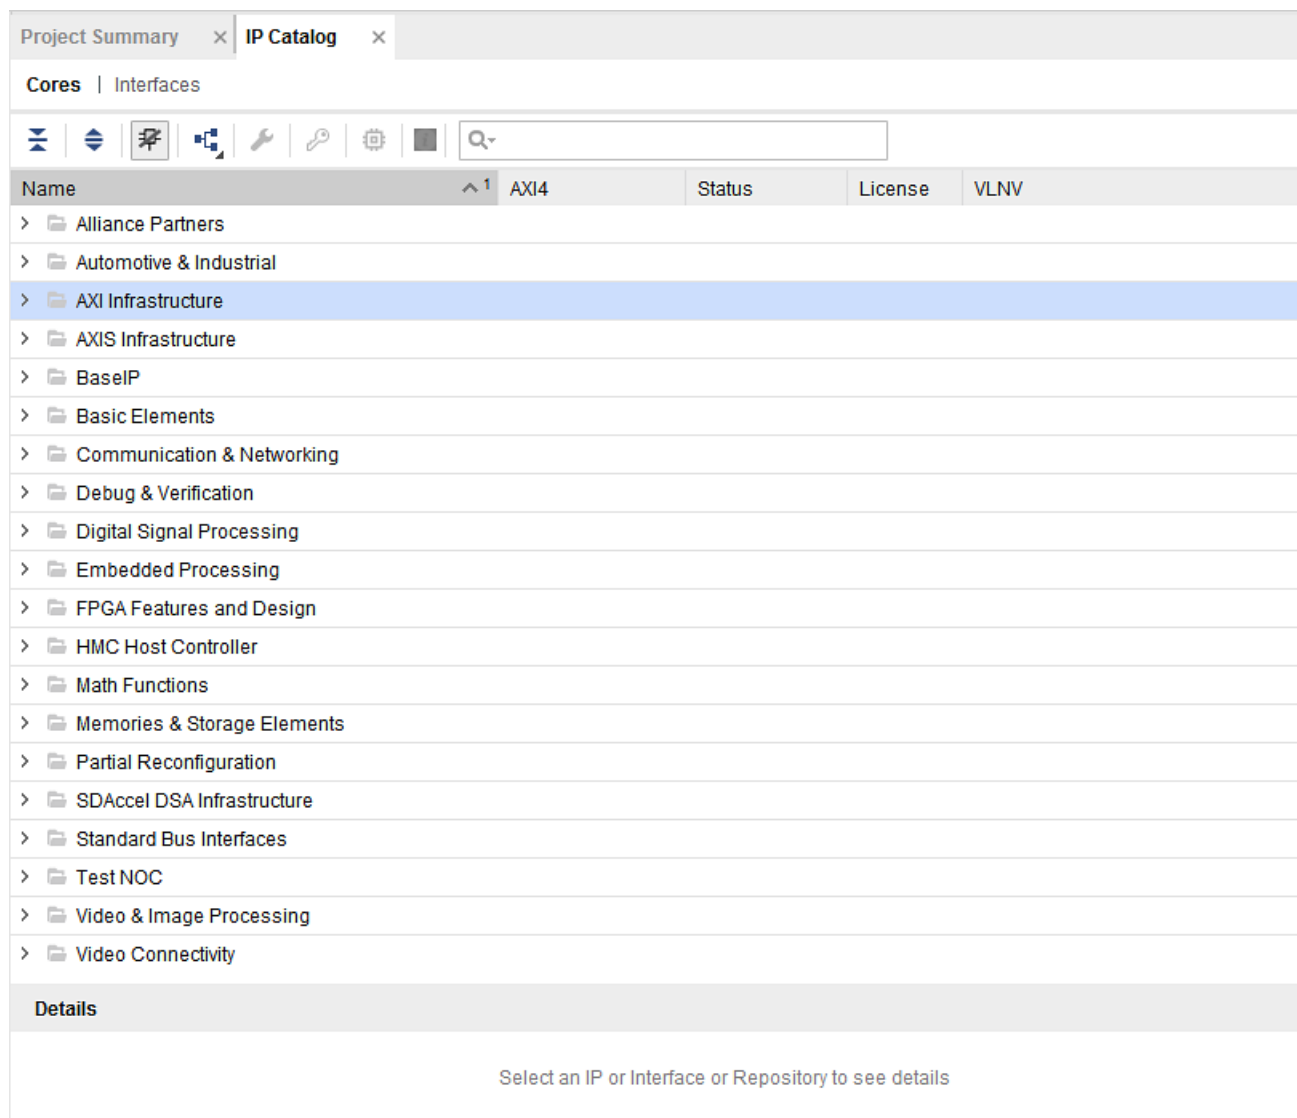 Project Summary × IP Catalog ×
Cores | Interfaces
Name 1 AXI4 Status License VLNV
Alliance Partners
Automotive & Industrial
AXI Infrastructure
AXIS Infrastructure
BaseIP
Basic Elements
Communication & Networking
Debug & Verification
Digital Signal Processing
Embedded Processing
FPGA Features and Design
HMC Host Controller
Math Functions
Memories & Storage Elements
Partial Reconfiguration
SDAccel DSA Infrastructure
Standard Bus Interfaces
Test NOC
Video & Image Processing
Video Connectivity
Details
Select an IP or Interface or Repository to see details